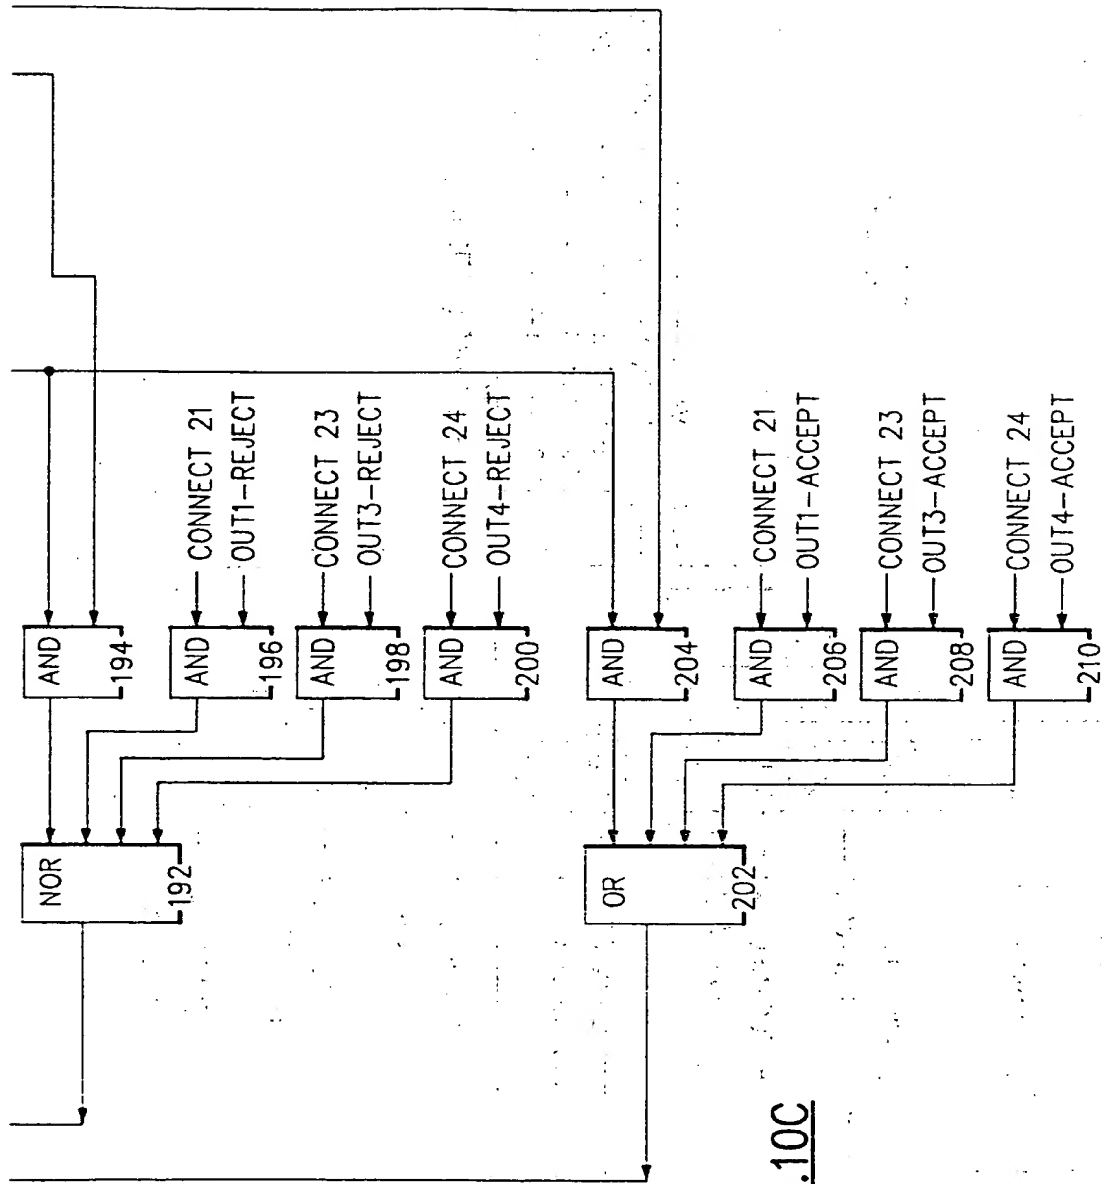 NOR
192
AND
194
AND
196
CONNECT 21
OUT1-REJECT
AND
198
CONNECT 23
OUT3-REJECT
AND
200
CONNECT 24
OUT4-REJECT
OR
202
AND
204
AND
206
CONNECT 21
OUT1-ACCEPT
AND
208
CONNECT 23
OUT3-ACCEPT
AND
210
CONNECT 24
OUT4-ACCEPT
.10C